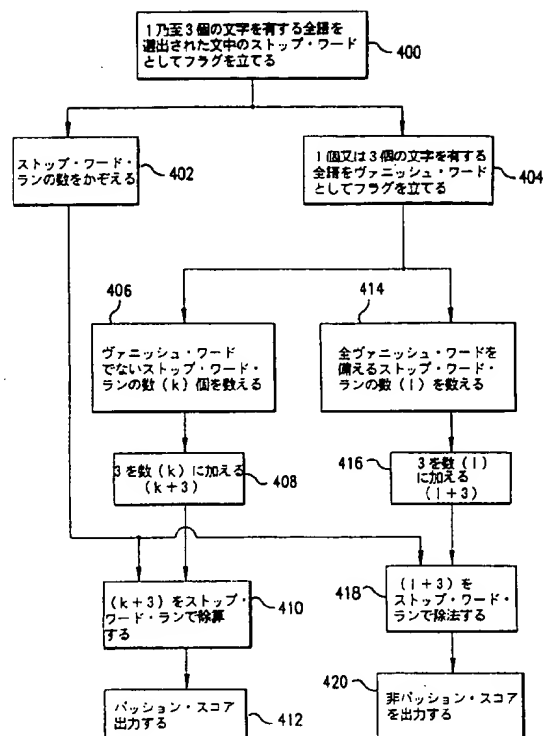 1乃至3個の文字を有する全語を
選出された文中のストップ・ワード
としてフラグを立てる
400
ストップ・ワード・
ランの数をかぞえる
402
1個又は3個の文字を有する
全語をヴァニッシュ・ワード
としてフラグを立てる
404
406
ヴァニッシュ・ワード
でないストップ・ワード・
ランの数(k)個を数える
414
全ヴァニッシュ・ワードを
備えるストップ・ワード・
ランの数(l)を数える
3を数(k)に加える
(k+3)
408
416
3を数(l)
に加える
(l+3)
(k+3)をストップ・
ワード・ランで除算
する
410
418
(l+3)を
ストップ・ワード・
ランで除法する
パッション・スコア
出力する
412
420
非パッション・スコア
を出力する